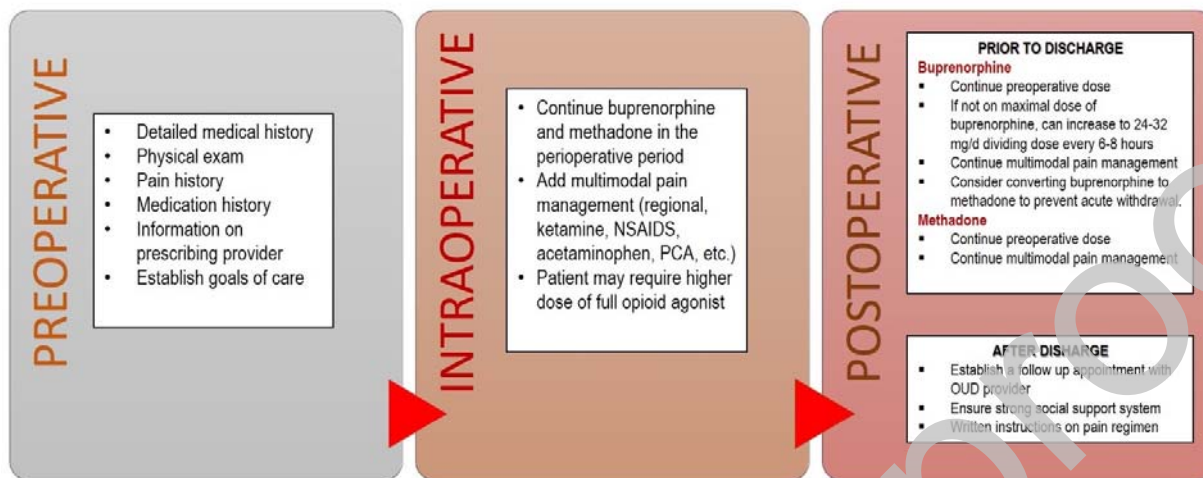 PREOPERATIVE
• Detailed medical history
• Physical exam
• Pain history
• Medication history
• Information on
prescribing provider
• Establish goals of care
INTRAOPERATIVE
• Continue buprenorphine
and methadone in the
perioperative period
• Add multimodal pain
management (regional,
ketamine, NSAIDS,
acetaminophen, PCA, etc.)
• Patient may require higher
dose of full opioid agonist
POSTOPERATIVE
PRIOR TO DISCHARGE
Buprenorphine
▪ Continue preoperative dose
▪ If not on maximal dose of
buprenorphine, can increase to 24-32
mg/d dividing dose every 6-8 hours
▪ Continue multimodal pain management
▪ Consider converting buprenorphine to
methadone to prevent acute withdrawal.
Methadone
▪ Continue preoperative dose
▪ Continue multimodal pain management
AFTER DISHARGE
▪ Establish a follow up appointment with
OUD provider
▪ Ensure strong social support system
▪ Written instructions on pain regimen